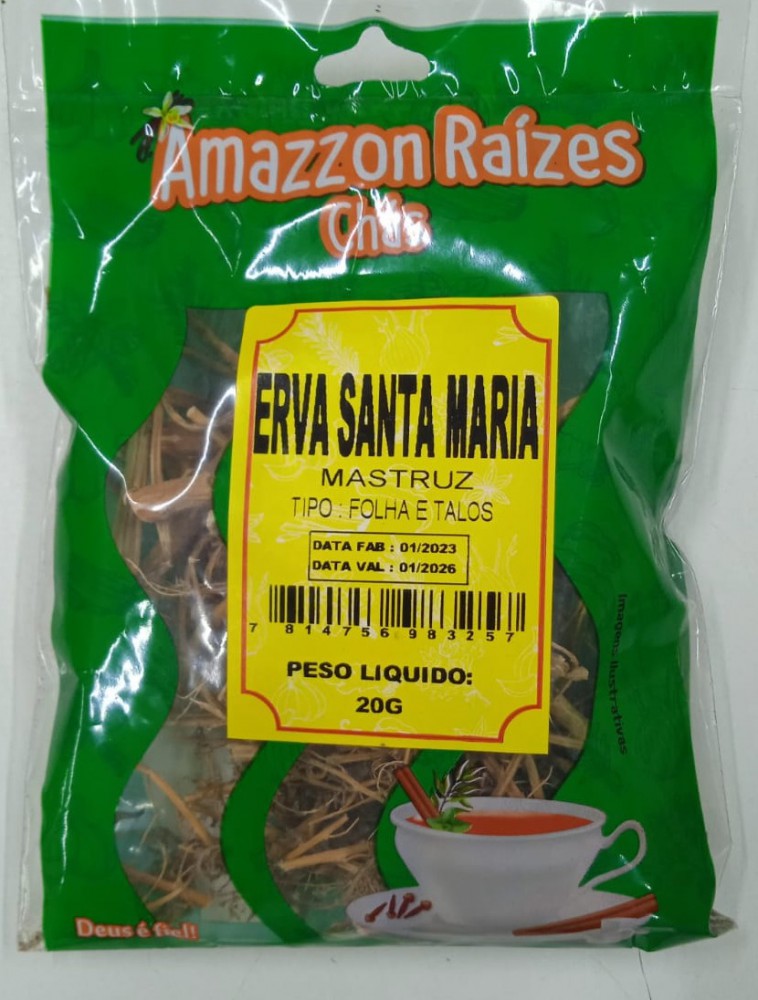 Amazzon Raízes
Chás
ERVA SANTA MARIA
MASTRUZ
TIPO : FOLHA E TALOS
DATA FAB : 01/2023
DATA VAL : 01/2026
7 814756 983257
PESO LIQUIDO:
20G
Imagens ilustrativas
Deus é fiel!